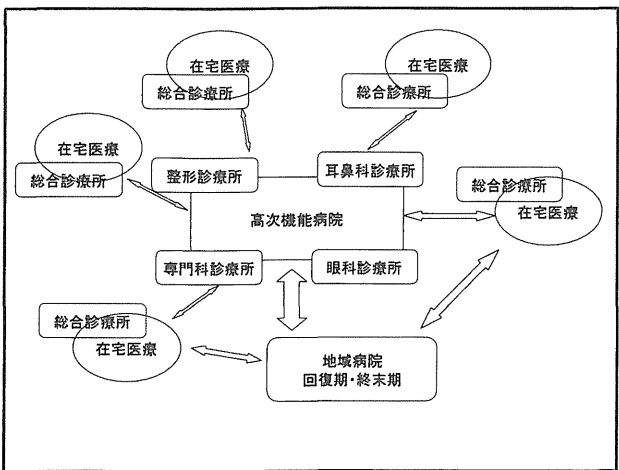 在宅医療
総合診療所
在宅医療
総合診療所
在宅医療
総合診療所
整形診療所
耳鼻科診療所
総合診療所
在宅医療
高次機能病院
専門科診療所
眼科診療所
総合診療所
在宅医療
地域病院
回復期・終末期